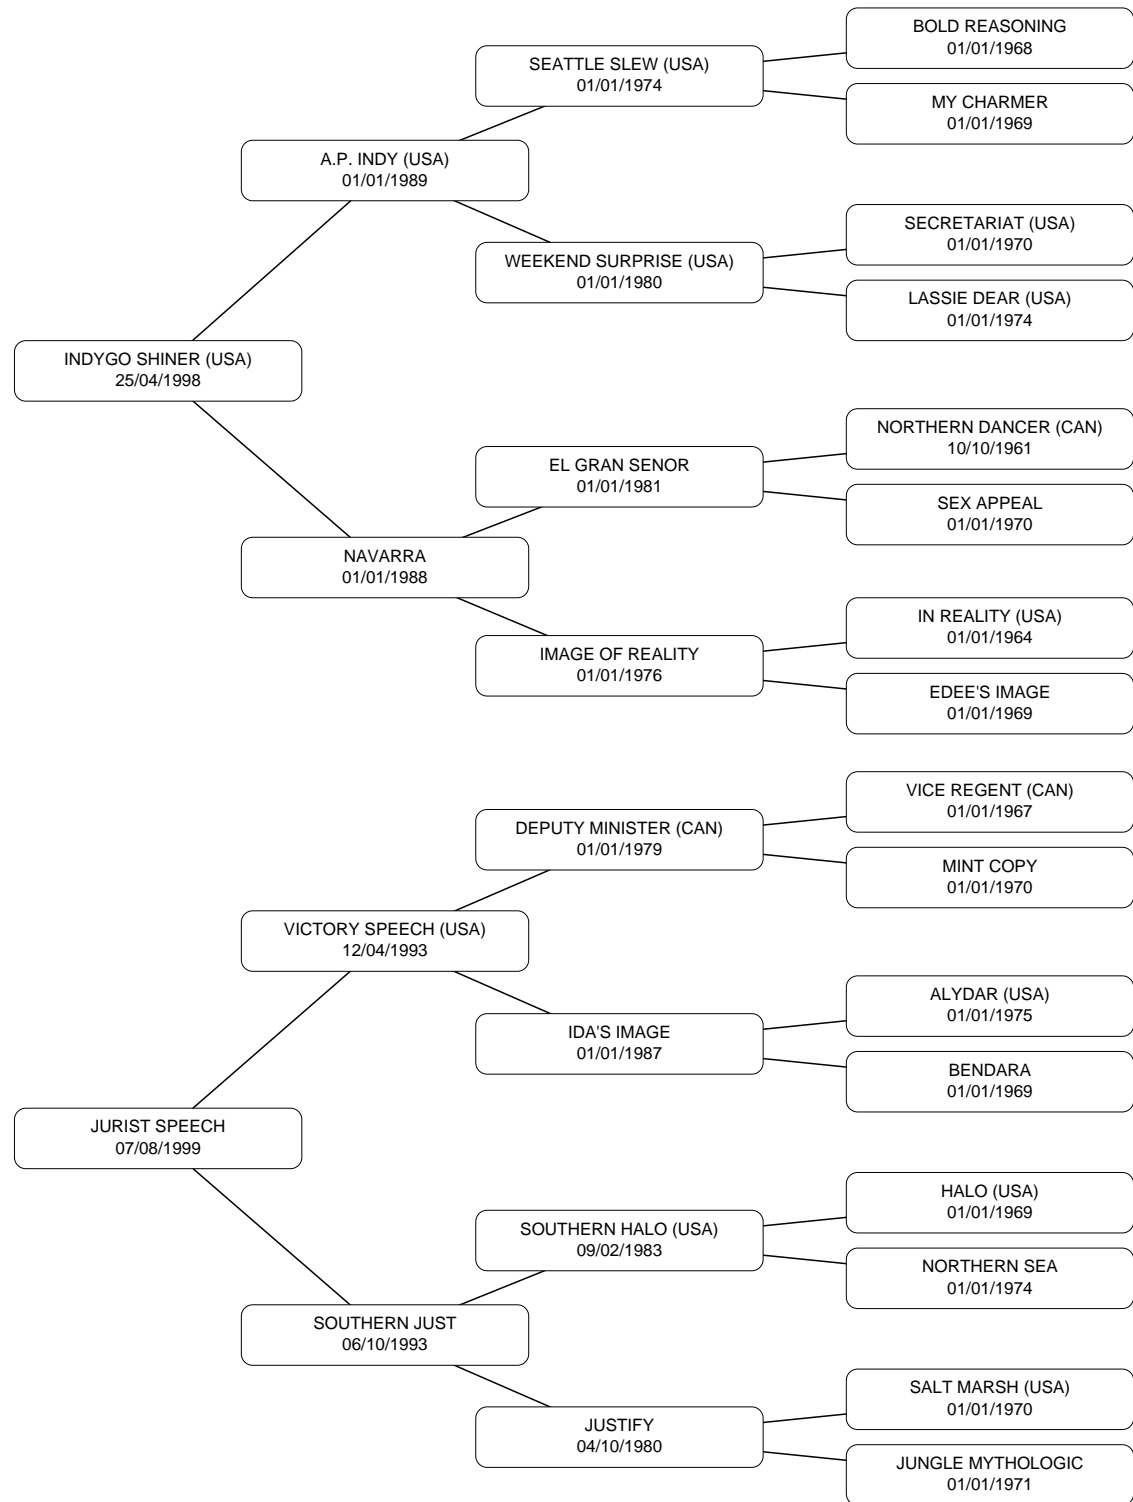 BOLD REASONING
01/01/1968
SEATTLE SLEW (USA)
01/01/1974
MY CHARMER
01/01/1969
A.P. INDY (USA)
01/01/1989
SECRETARIAT (USA)
01/01/1970
WEEKEND SURPRISE (USA)
01/01/1980
LASSIE DEAR (USA)
01/01/1974
INDYGO SHINER (USA)
25/04/1998
NORTHERN DANCER (CAN)
10/10/1961
EL GRAN SENOR
01/01/1981
SEX APPEAL
01/01/1970
NAVARRA
01/01/1988
IN REALITY (USA)
01/01/1964
IMAGE OF REALITY
01/01/1976
EDEE'S IMAGE
01/01/1969
VICE REGENT (CAN)
01/01/1967
DEPUTY MINISTER (CAN)
01/01/1979
MINT COPY
01/01/1970
VICTORY SPEECH (USA)
12/04/1993
ALYDAR (USA)
01/01/1975
IDA'S IMAGE
01/01/1987
BENDARA
01/01/1969
JURIST SPEECH
07/08/1999
HALO (USA)
01/01/1969
SOUTHERN HALO (USA)
09/02/1983
NORTHERN SEA
01/01/1974
SOUTHERN JUST
06/10/1993
SALT MARSH (USA)
01/01/1970
JUSTIFY
04/10/1980
JUNGLE MYTHOLOGIC
01/01/1971